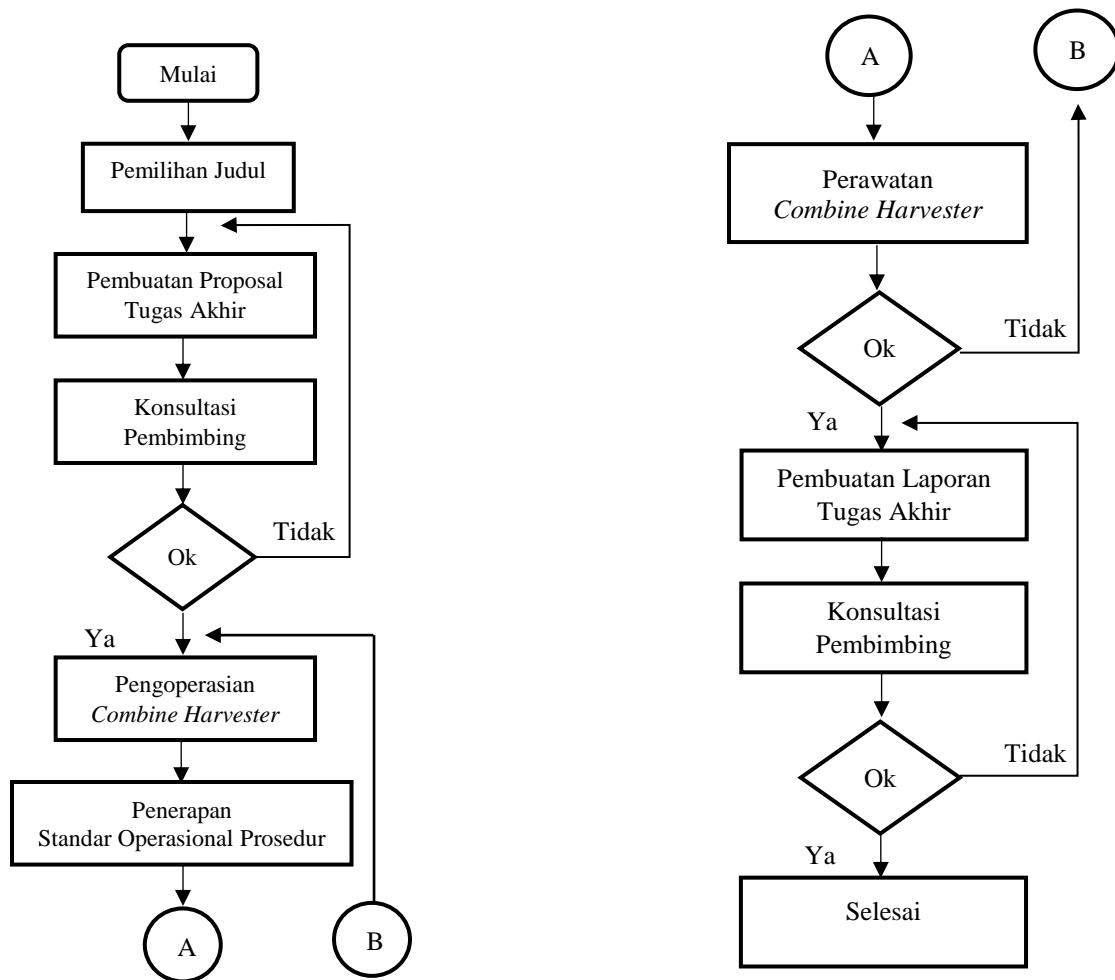 Mulai
Pemilihan Judul
Pembuatan Proposal
Tugas Akhir
Konsultasi
Pembimbing
Ok
Tidak
Ya
Pengoperasian
Combine Harvester
Penerapan
Standar Operasional Prosedur
A
B
A
B
Perawatan
Combine Harvester
Ok
Tidak
Ya
Pembuatan Laporan
Tugas Akhir
Konsultasi
Pembimbing
Ok
Tidak
Ya
Selesai